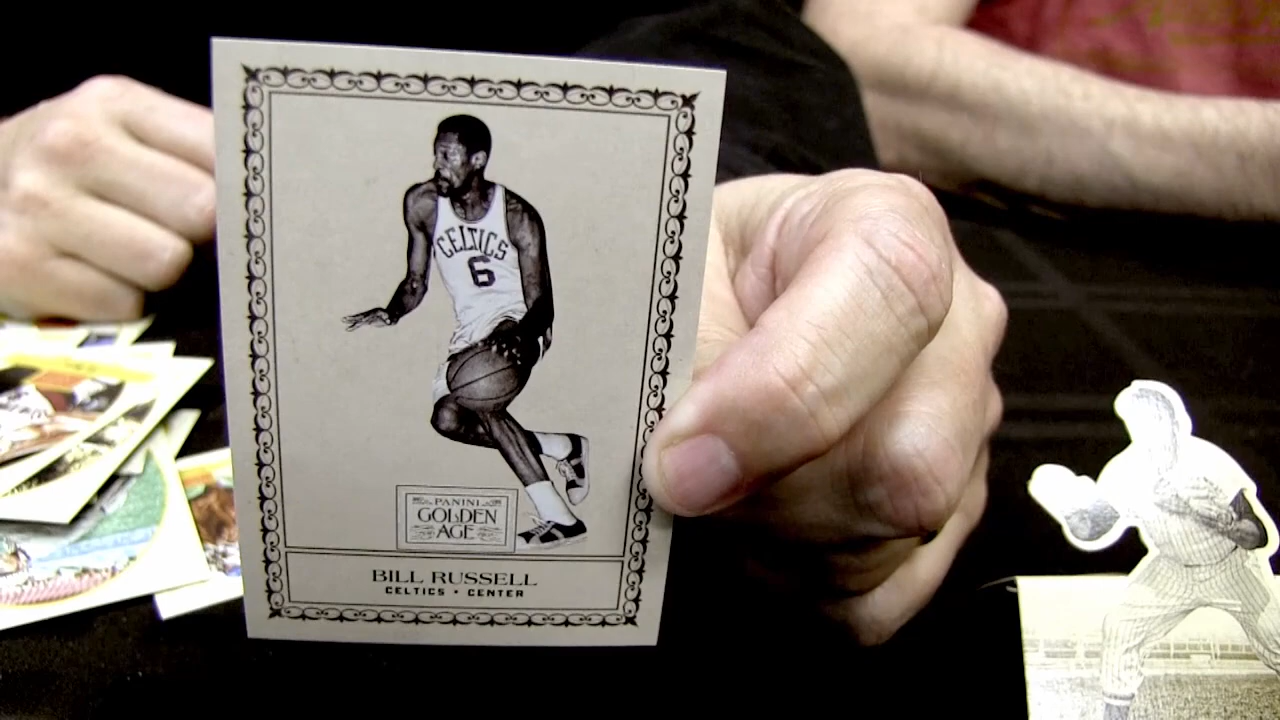 CELTICS
6
PANINI
GOLDEN
AGE
BILL RUSSELL
CELTICS • CENTER